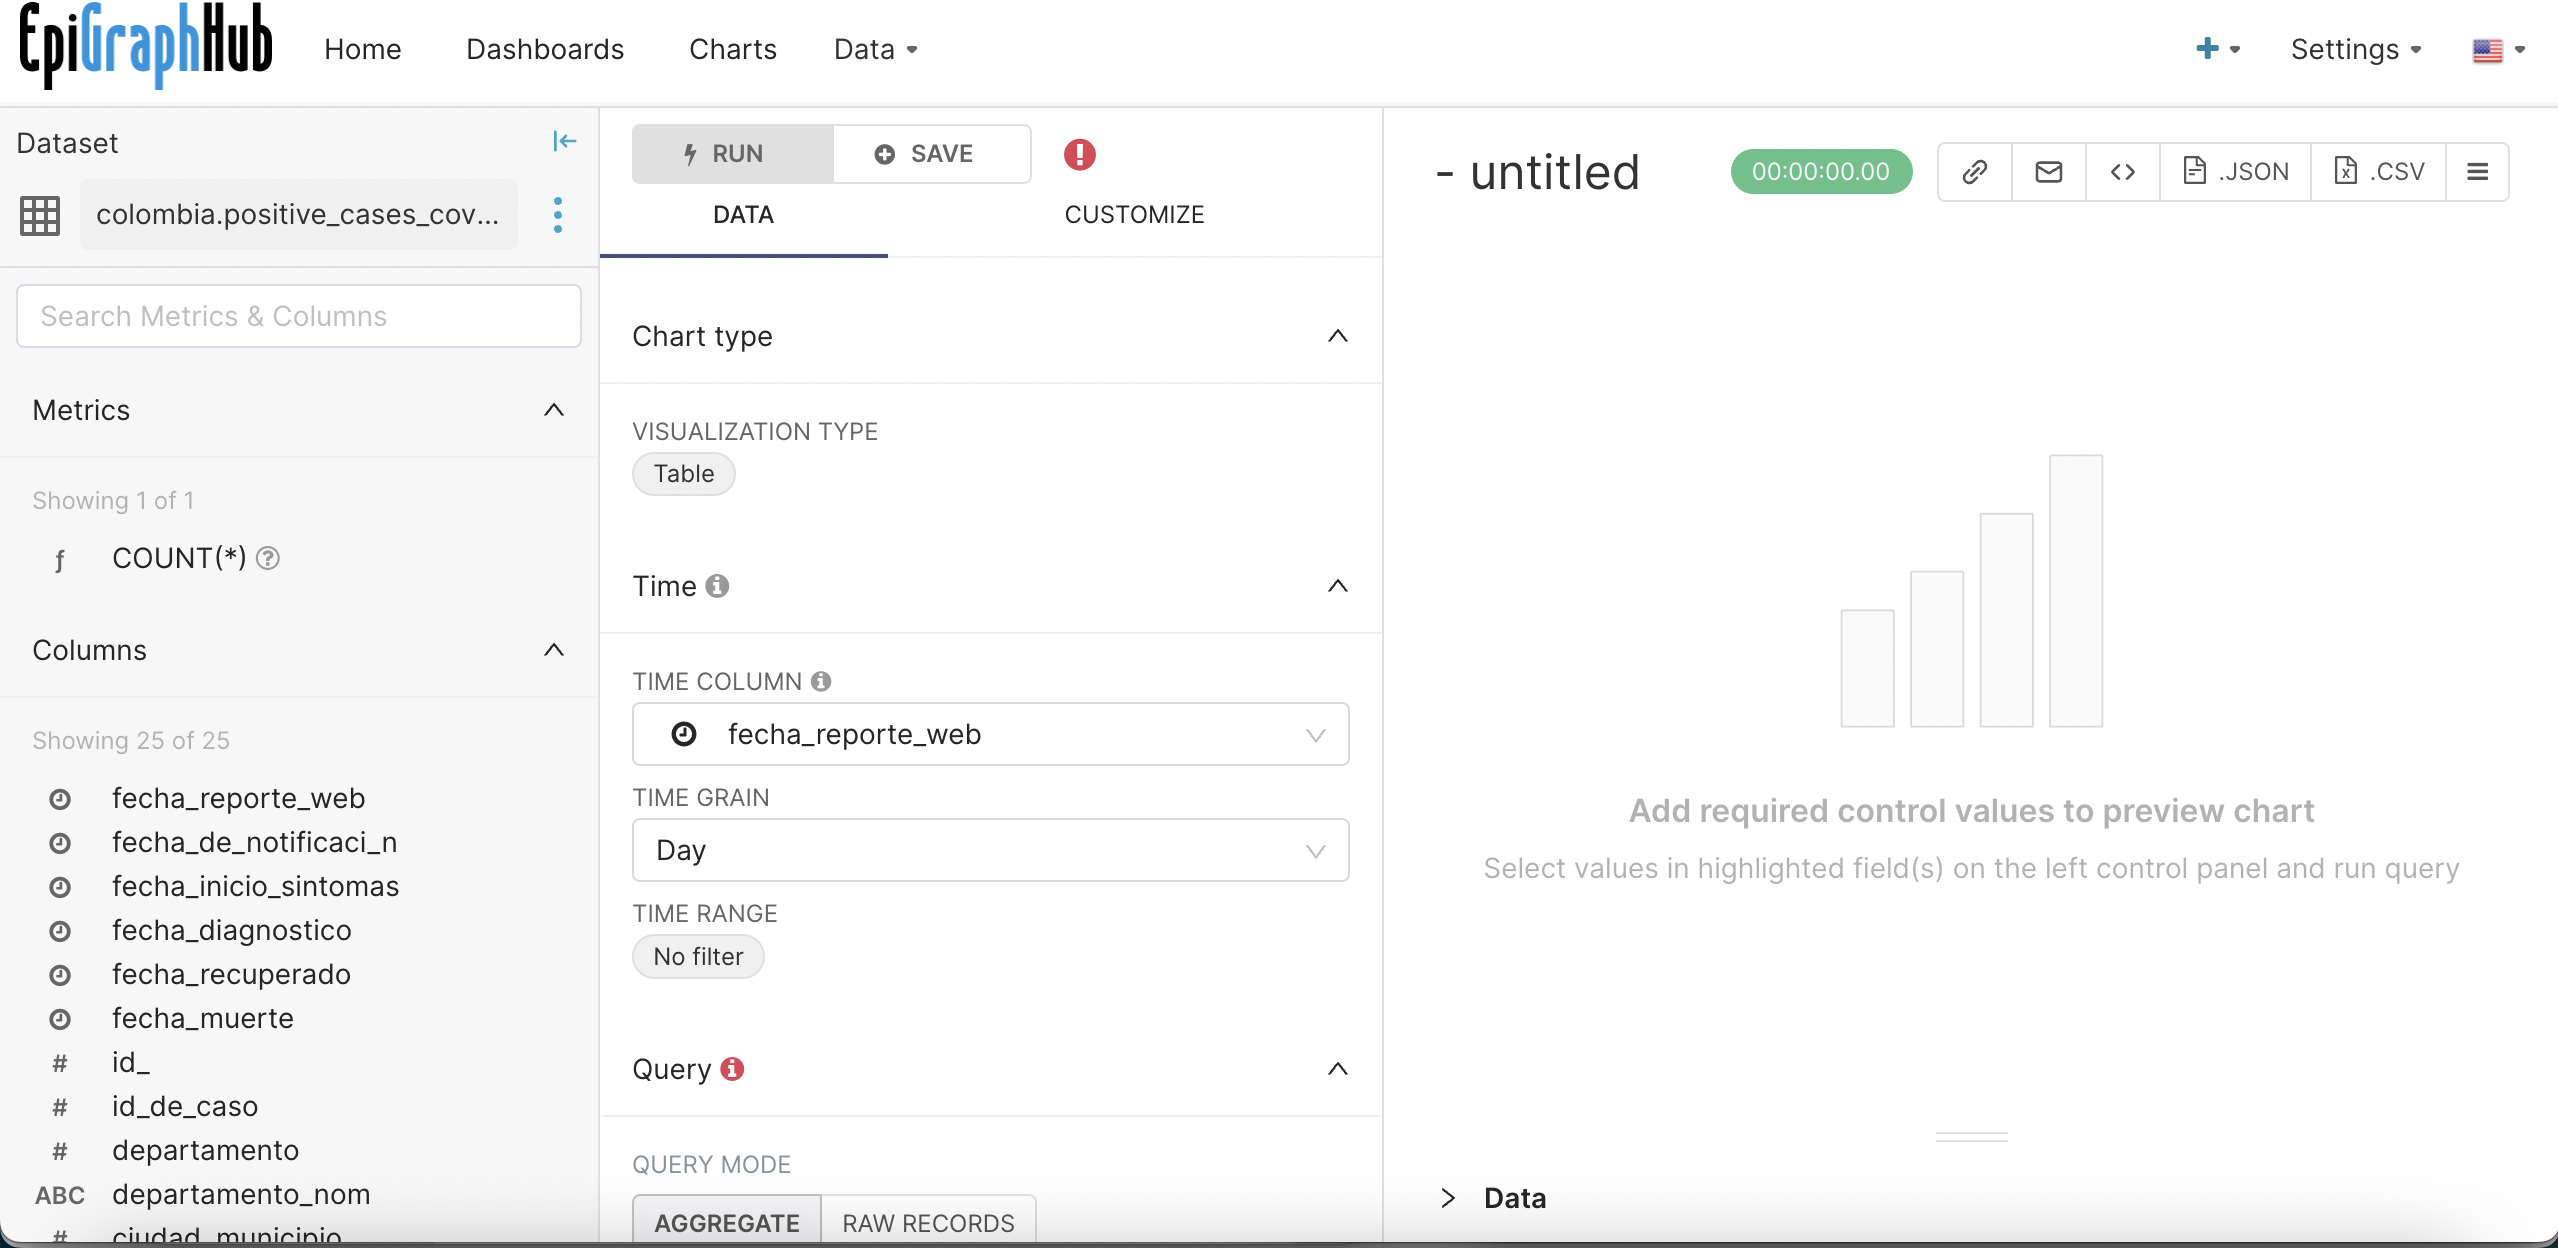 EpiGraphHub
Home
Dashboards
Charts
Data
Settings
Dataset
colombia.positive_cases_cov...
Search Metrics & Columns
Metrics
Showing 1 of 1
ƒ COUNT(*) ?
Columns
Showing 25 of 25
fecha_reporte_web
fecha_de_notificaci_n
fecha_inicio_sintomas
fecha_diagnostico
fecha_recuperado
fecha_muerte
# id_
# id_de_caso
# departamento
ABC departamento_nom
# ciudad_municipio
RUN
SAVE
DATA
CUSTOMIZE
Chart type
VISUALIZATION TYPE
Table
Time
TIME COLUMN
fecha_reporte_web
TIME GRAIN
Day
TIME RANGE
No filter
Query
QUERY MODE
AGGREGATE
RAW RECORDS
- untitled
00:00:00.00
.JSON
.CSV
Add required control values to preview chart
Select values in highlighted field(s) on the left control panel and run query
Data